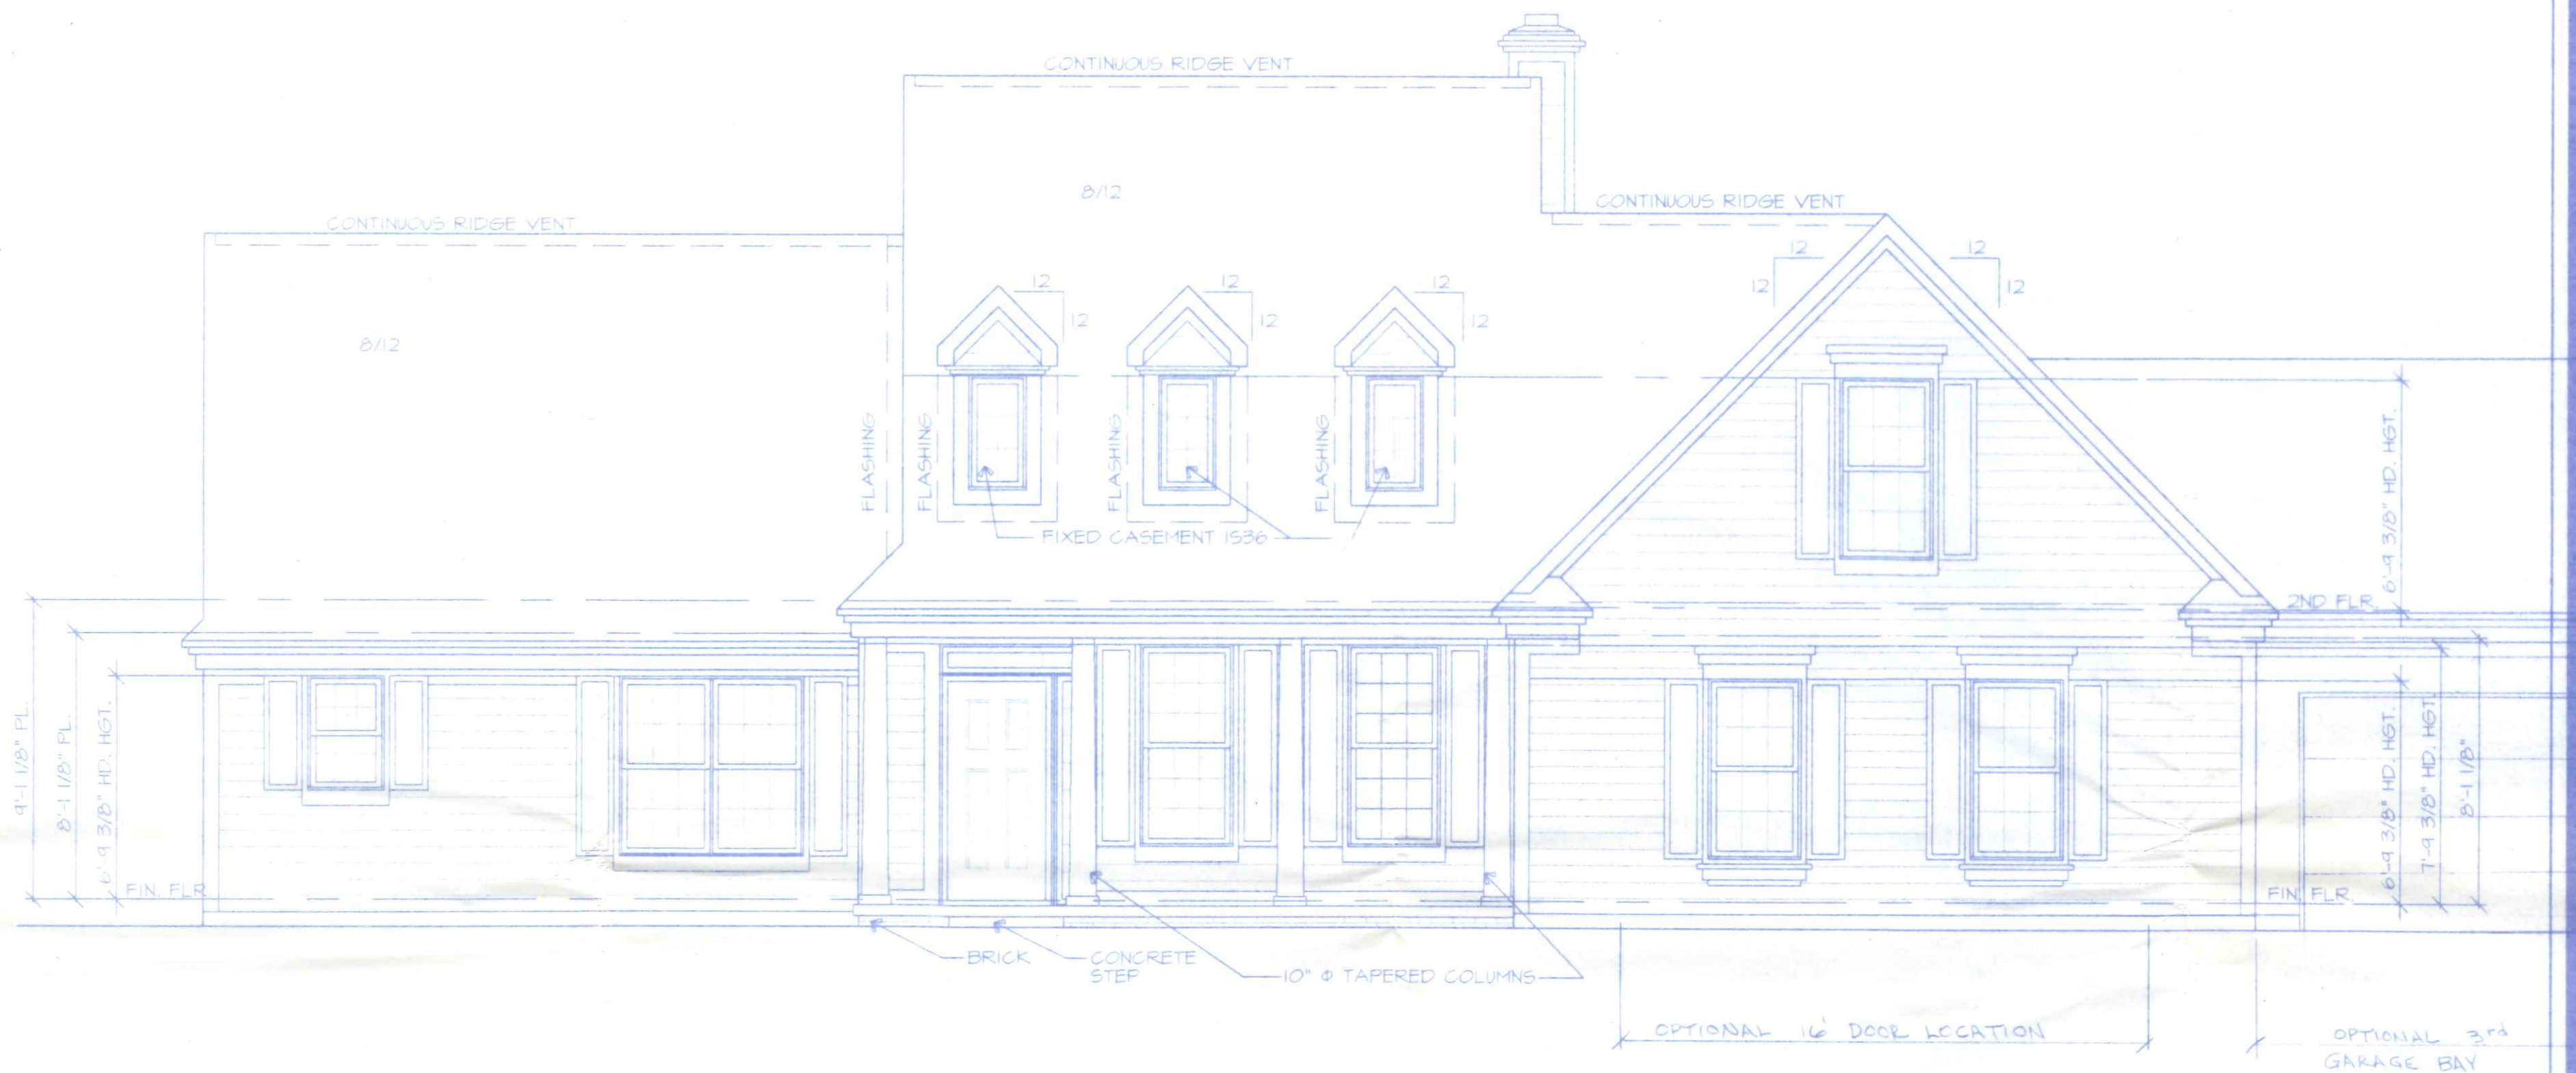 CONTINUOUS RIDGE VENT
8/12
CONTINUOUS RIDGE VENT
CONTINUOUS RIDGE VENT
12
12
12
12
8/12
12
12
12
12
12
12
FLASHING
FLASHING
FLASHING
FLASHING
FIXED CASEMENT 1536
6'-9 3/8" HD. HGT.
2ND FLR.
9'-1 1/8" PL.
8'-1 1/8" PL.
6'-9 3/8" HD. HGT.
FIN. FLR.
6'-9 3/8" HD. HGT.
7'-9 3/8" HD. HGT.
8'-1 1/8"
FIN. FLR.
BRICK
CONCRETE
STEP
10" Φ TAPERED COLUMNS
OPTIONAL 16' DOOR LOCATION
OPTIONAL 3rd
GARAGE BAY